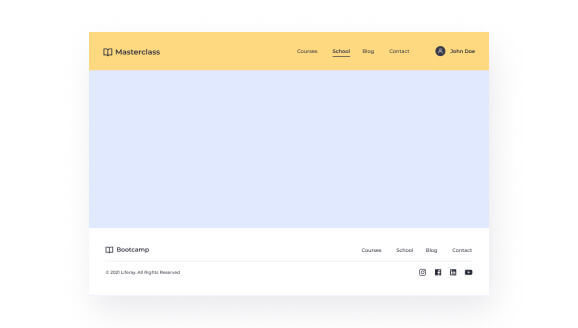 Masterclass
Courses School Blog Contact John Doe
Bootcamp
Courses School Blog Contact
© 2021 Liferay. All Rights Reserved